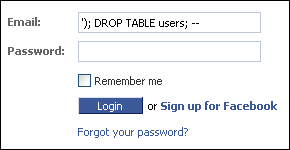 Email: '); DROP TABLE users; --
Password:
Remember me
Login or Sign up for Facebook
Forgot your password?